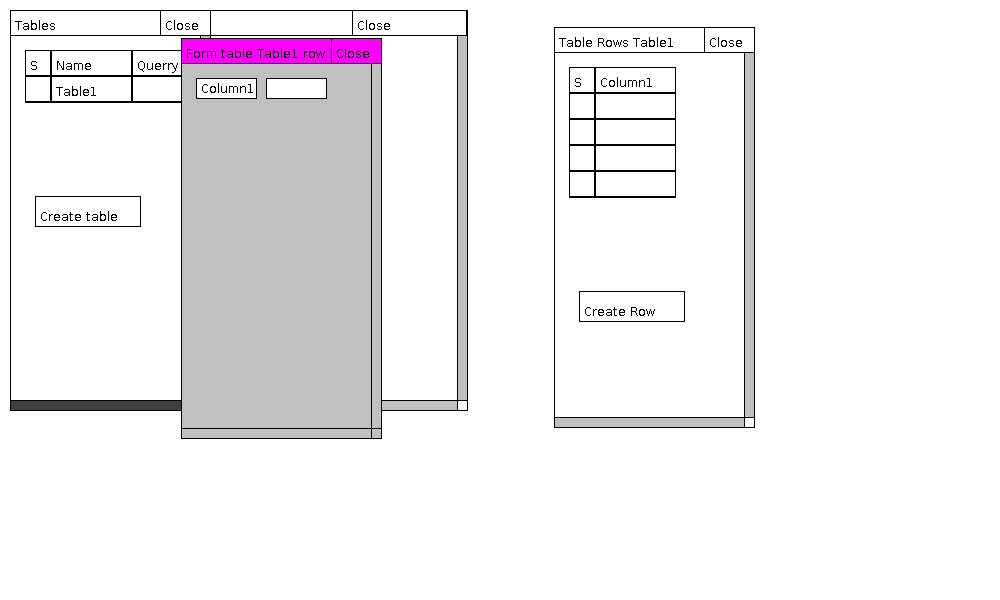 Tables Close Close
S Name Querry
Table1
Create table
Form table Table1 row Close
Column1
Table Rows Table1 Close
S Column1
Create Row